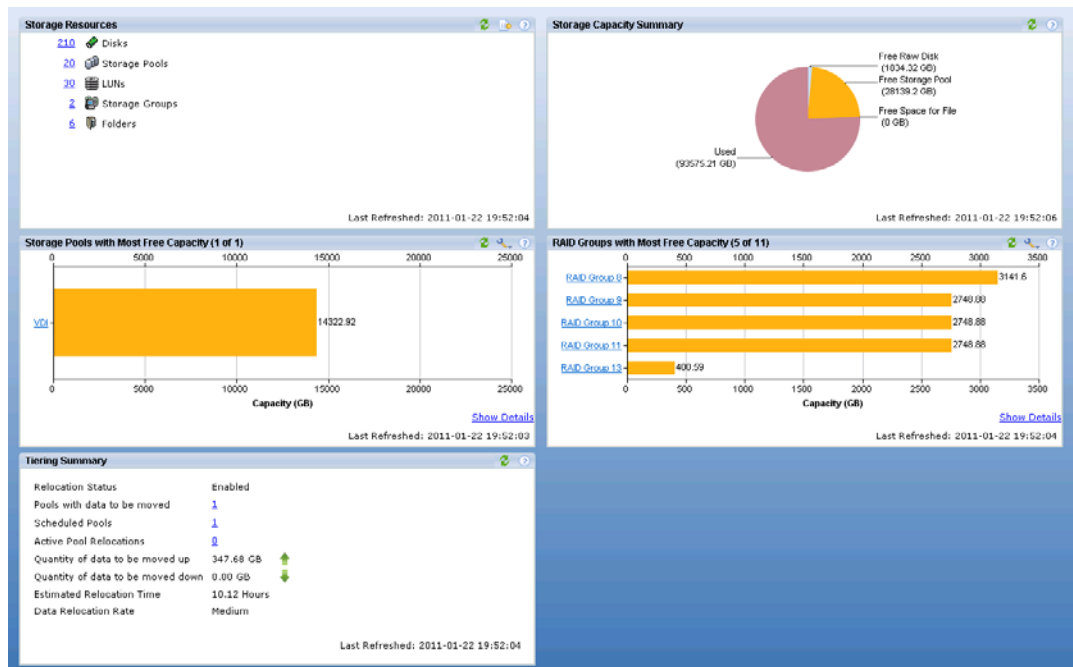 Storage Resources
210 Disks
20 Storage Pools
30 LUNs
2 Storage Groups
6 Folders
Last Refreshed: 2011-01-22 19:52:04
Storage Capacity Summary
Free Raw Disk
(1834.32 GB)
Free Storage Pool
(28139.2 GB)
Free Space for File
(0 GB)
Used
(93575.21 GB)
Last Refreshed: 2011-01-22 19:52:06
Storage Pools with Most Free Capacity (1 of 1)
0 5000 10000 15000 20000 25000
VDI 14322.92
0 5000 10000 15000 20000 25000
Capacity (GB)
Show Details
Last Refreshed: 2011-01-22 19:52:03
RAID Groups with Most Free Capacity (5 of 11)
0 500 1000 1500 2000 2500 3000 3500
RAID Group 8 3141.6
RAID Group 9 2748.88
RAID Group 10 2748.88
RAID Group 11 2748.88
RAID Group 13 400.59
0 500 1000 1500 2000 2500 3000 3500
Capacity (GB)
Show Details
Last Refreshed: 2011-01-22 19:52:04
Tiering Summary
Relocation Status Enabled
Pools with data to be moved 1
Scheduled Pools 1
Active Pool Relocations 0
Quantity of data to be moved up 347.68 GB
Quantity of data to be moved down 0.00 GB
Estimated Relocation Time 10.12 Hours
Data Relocation Rate Medium
Last Refreshed: 2011-01-22 19:52:04